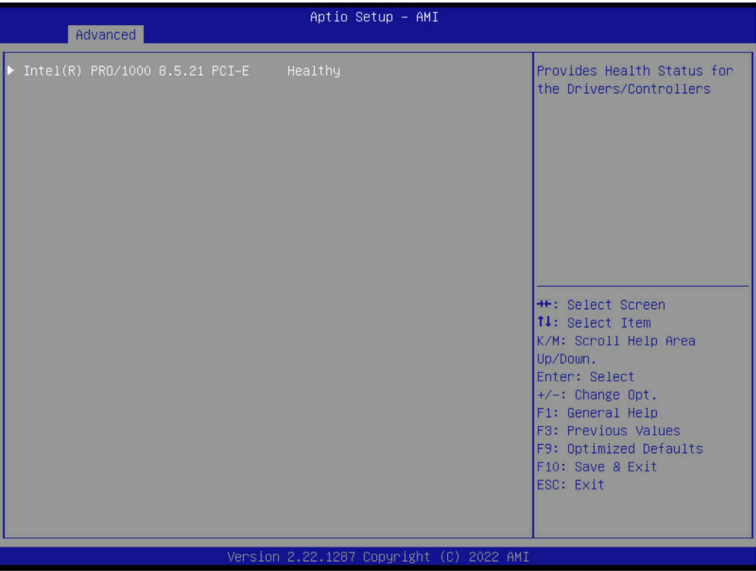 Aptio Setup - AMI
Advanced
▶ Intel(R) PRO/1000 8.5.21 PCI-E Healthy
Provides Health Status for
the Drivers/Controllers
→←: Select Screen
↑↓: Select Item
K/M: Scroll Help Area
Up/Down.
Enter: Select
+/-: Change Opt.
F1: General Help
F3: Previous Values
F9: Optimized Defaults
F10: Save & Exit
ESC: Exit
Version 2.22.1287 Copyright (C) 2022 AMI